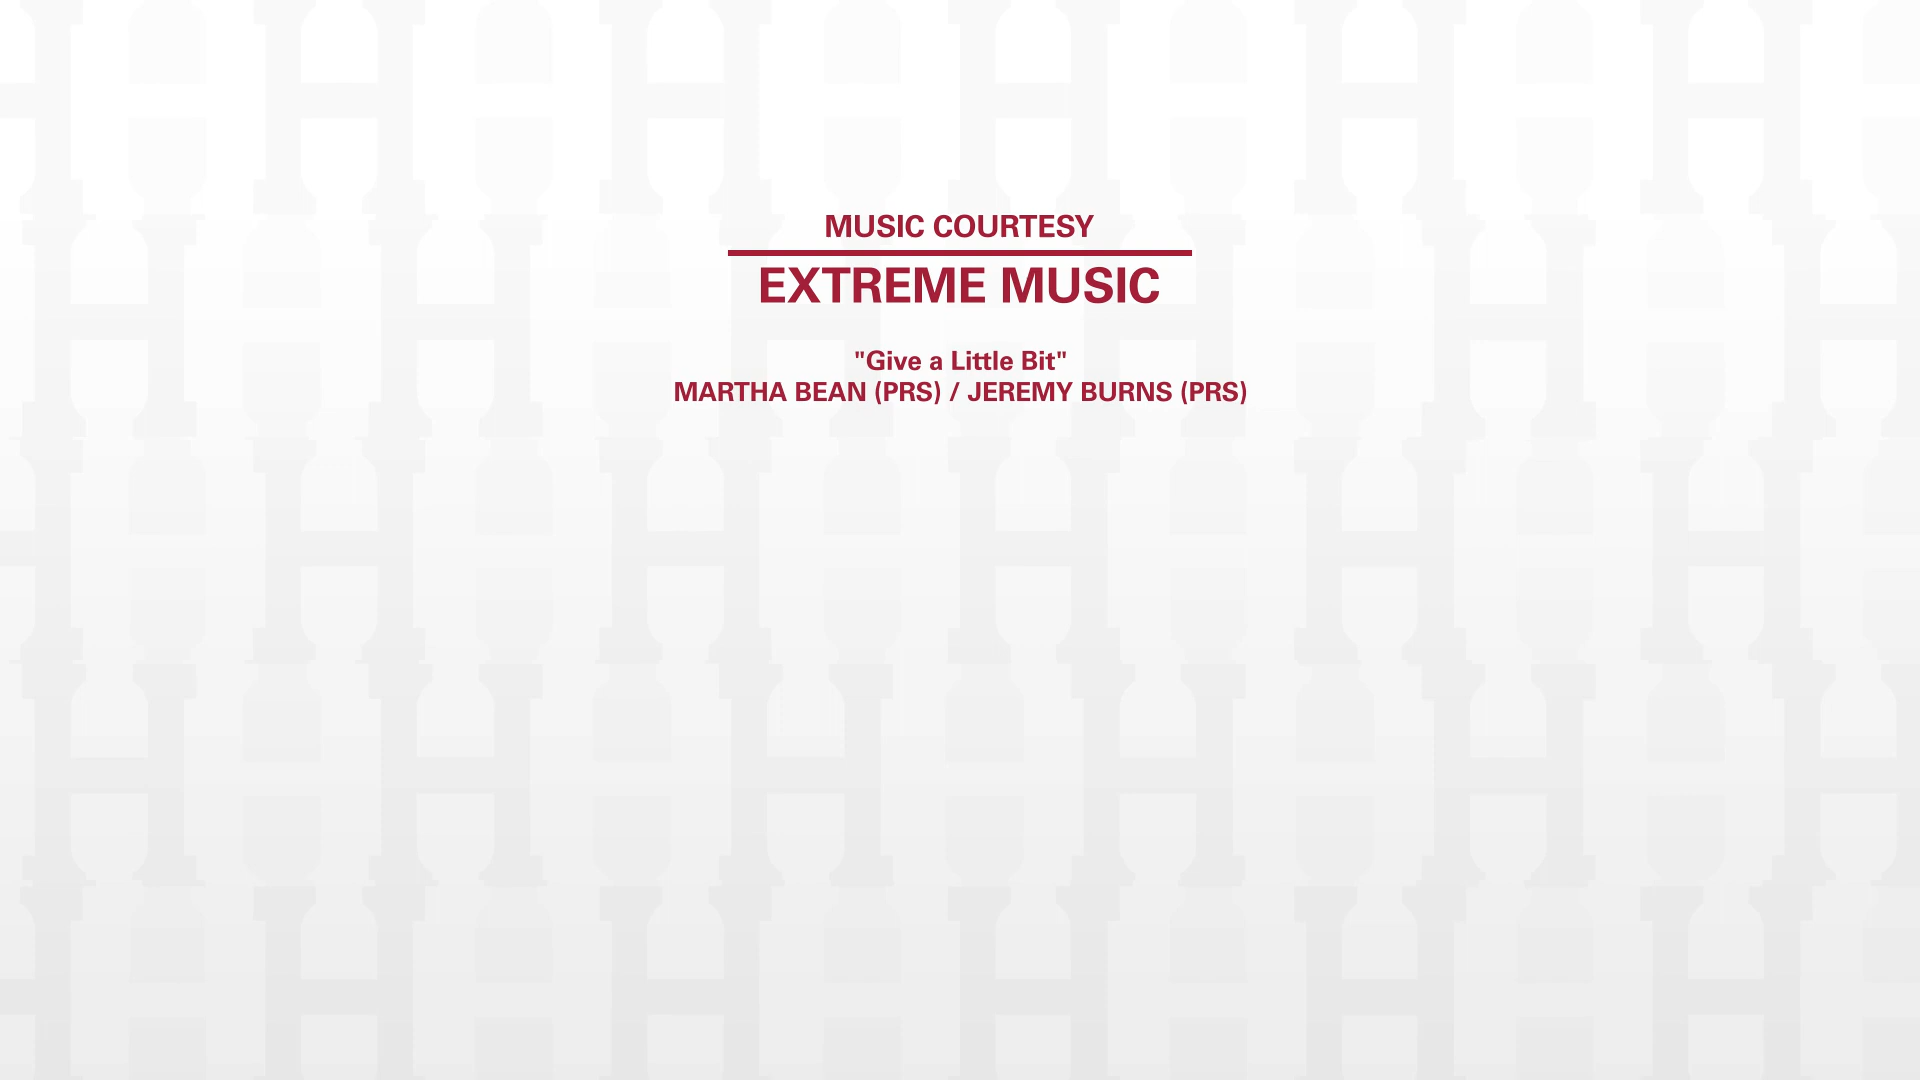 MUSIC COURTESY
EXTREME MUSIC
"Give a Little Bit"
MARTHA BEAN (PRS) / JEREMY BURNS (PRS)